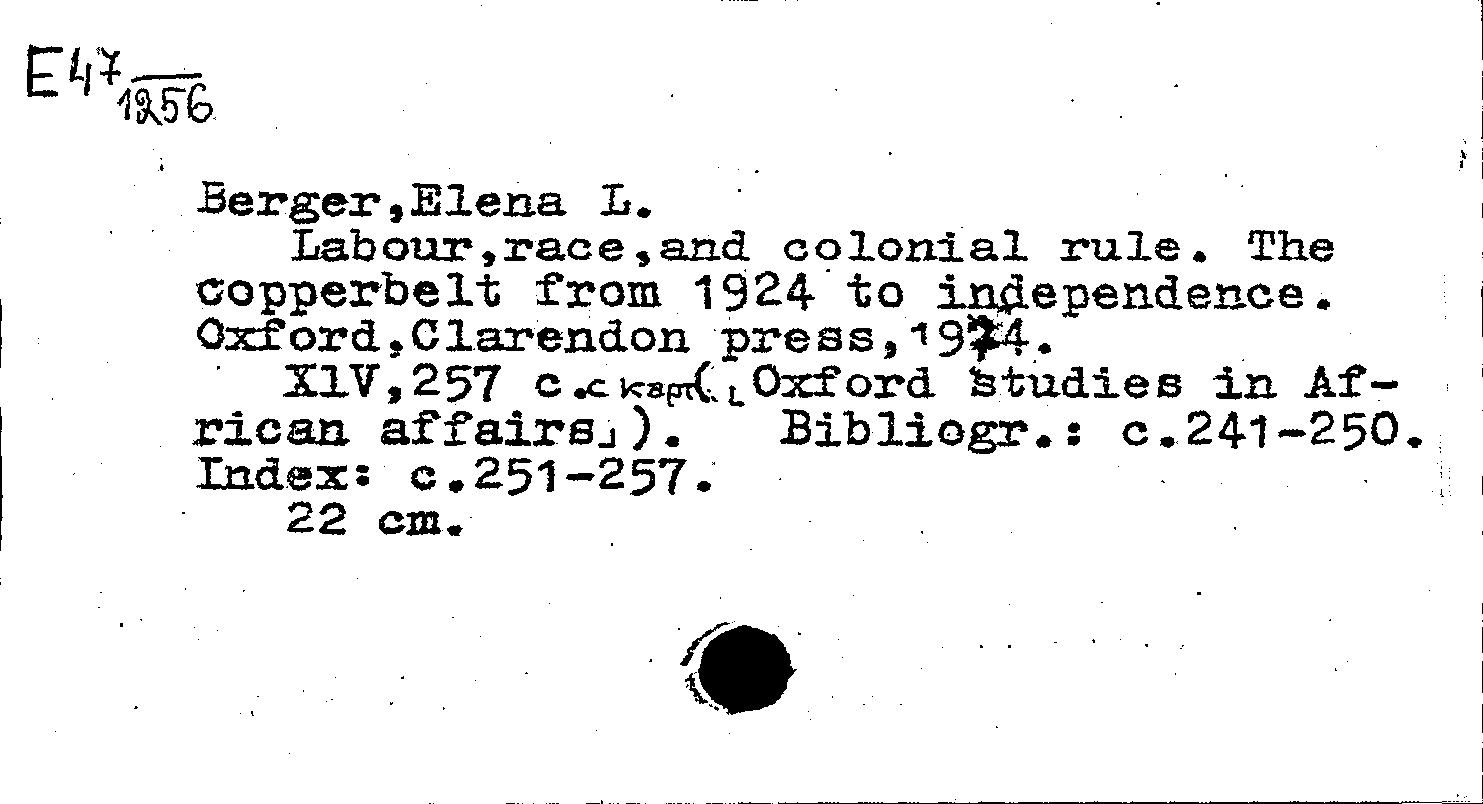 E47
1256
Berger,Elena L.
Labour,race,and colonial rule. The
copperbelt from 1924 to independence.
Oxford,Clarendon press,1974.
XlV,257 c.с карт.(„Oxford studies in Af-
rican affairs").  Bibliogr.: c.241-250.
Index: c.251-257.
22 cm.